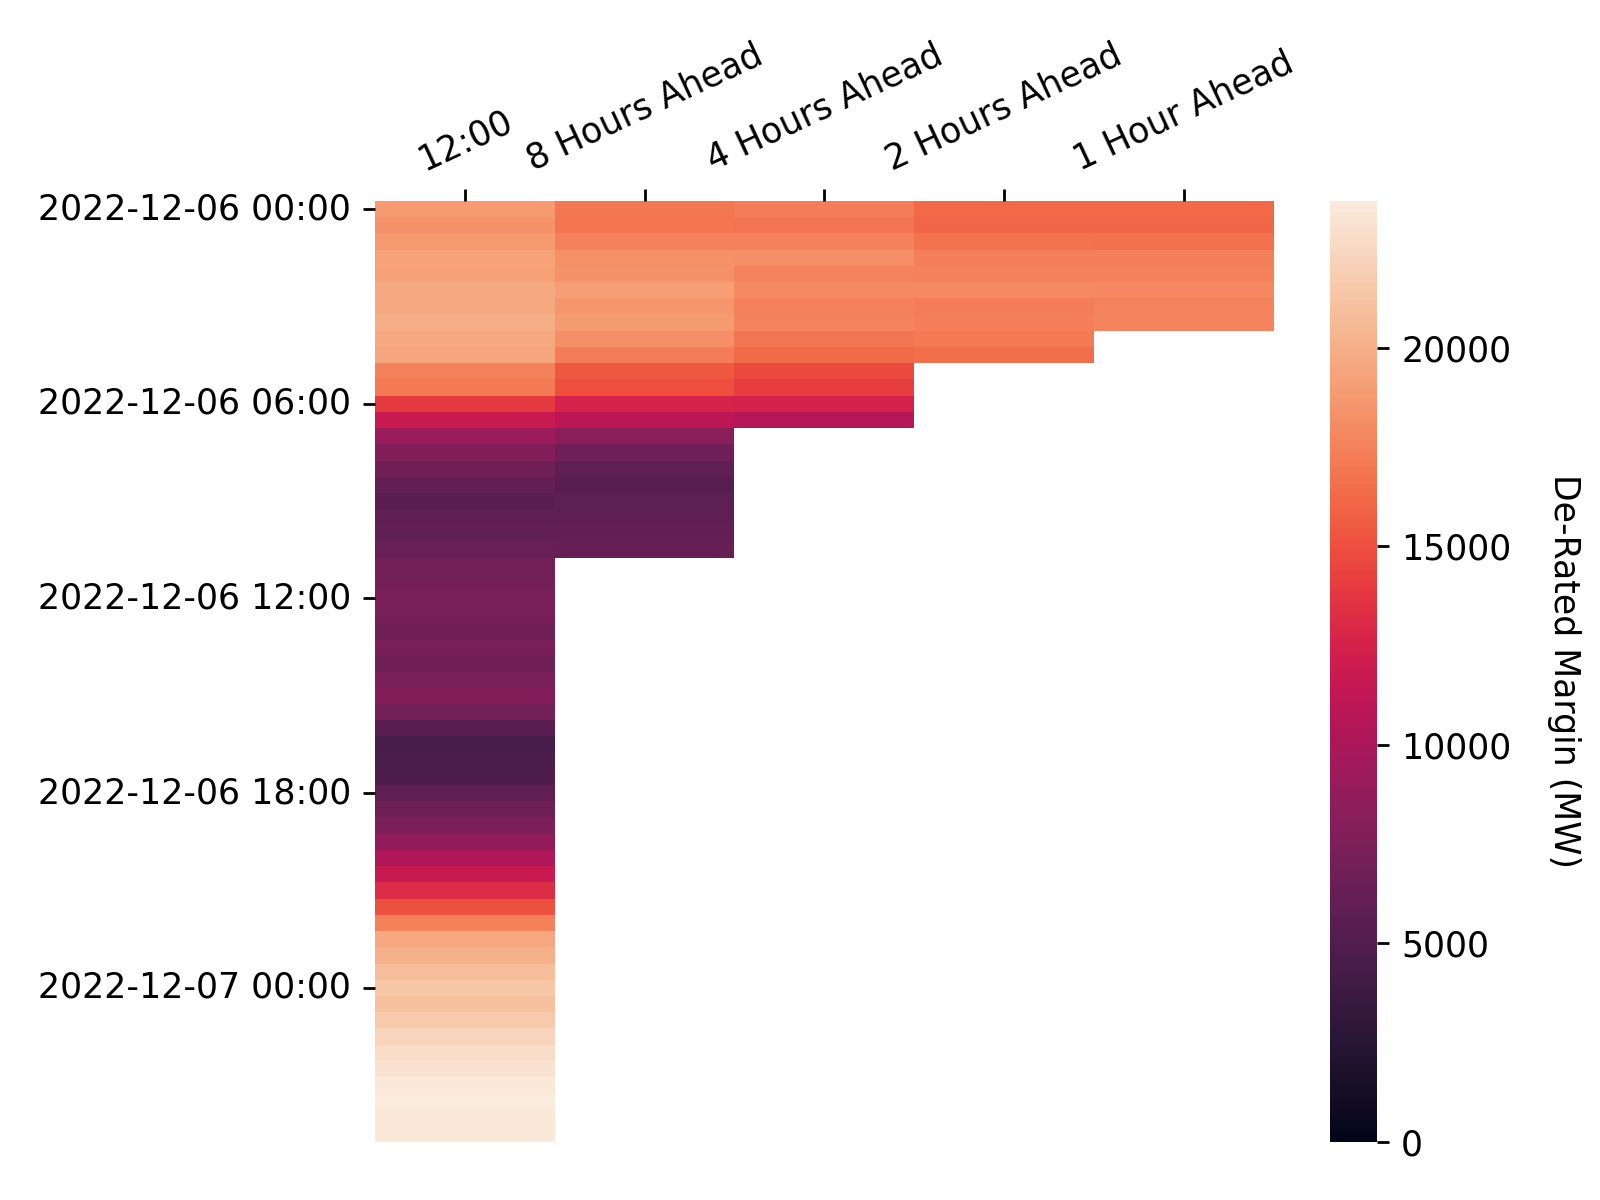 12:00
8 Hours Ahead
4 Hours Ahead
2 Hours Ahead
1 Hour Ahead
2022-12-06 00:00
2022-12-06 06:00
2022-12-06 12:00
2022-12-06 18:00
2022-12-07 00:00
20000
15000
10000
5000
0
De-Rated Margin (MW)